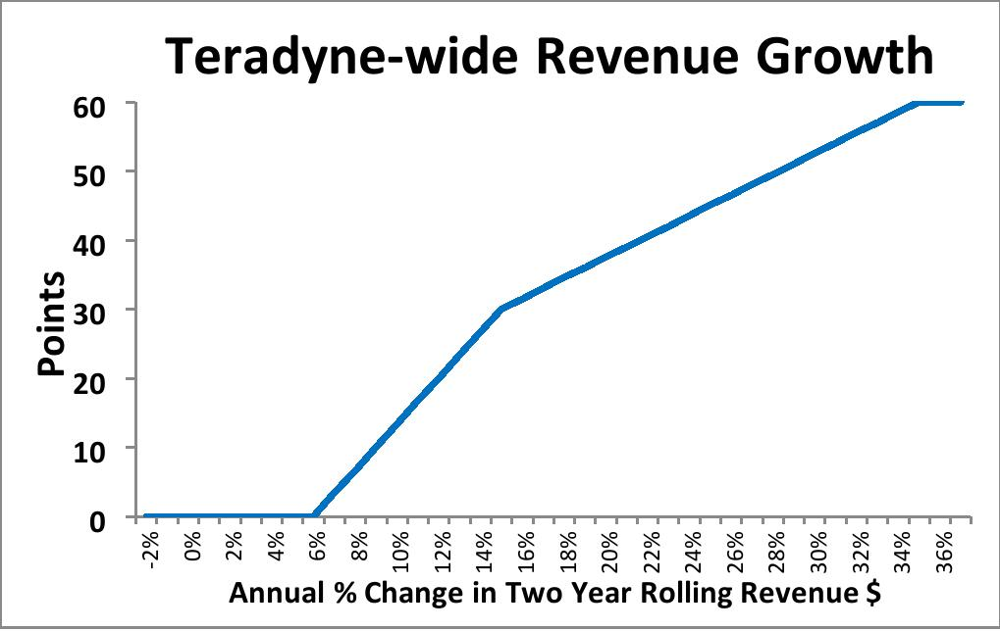 Teradyne-wide Revenue Growth
60
50
40
30
20
10
0
Points
-2% 0% 2% 4% 6% 8% 10% 12% 14% 16% 18% 20% 22% 24% 26% 28% 30% 32% 34% 36%
Annual % Change in Two Year Rolling Revenue $